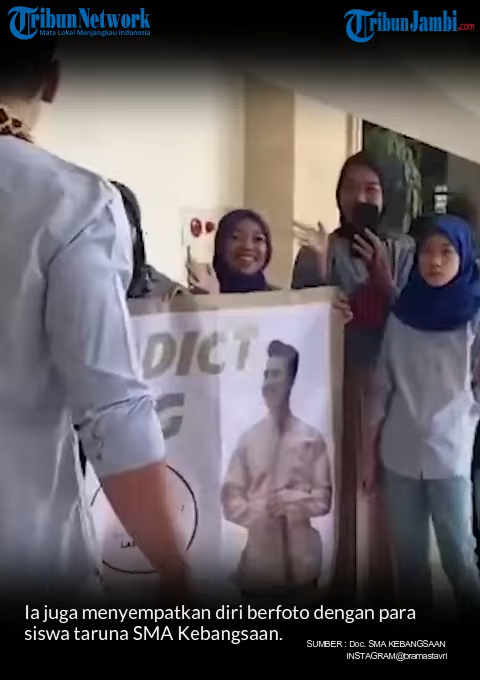 TribunNetwork
Mata Lokal Menjangkau Indonesia
TribunJambi.com
DICT
G
Ia juga menyempatkan diri berfoto dengan para
siswa taruna SMA Kebangsaan.
SUMBER : Doc. SMA KEBANGSAAN
INSTAGRAM@bramastavrl